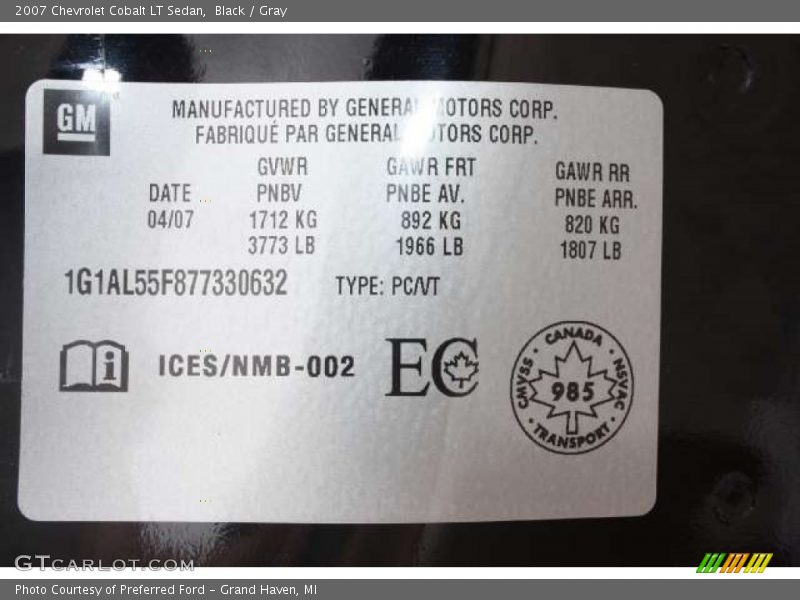 2007 Chevrolet Cobalt LT Sedan, Black / Gray
GM
MANUFACTURED BY GENERAL MOTORS CORP.
FABRIQUÉ PAR GENERAL MOTORS CORP.
GVWR GAWR FRT GAWR RR
DATE PNBV PNBE AV. PNBE ARR.
04/07 1712 KG 892 KG 820 KG
3773 LB 1966 LB 1807 LB
1G1AL55F877330632 TYPE: PC/VT
i ICES/NMB-002 EC
CANADA
CMVSS 985 NSVAC
TRANSPORT
GTCARLOT.COM
Photo Courtesy of Preferred Ford - Grand Haven, MI